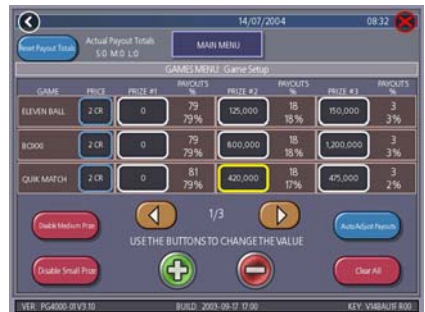 14/07/2004 08:32
Reset Payout Totals
Actual Payout Totals
S:0 M:0 L:0
MAIN MENU
GAMES MENU: Game Setup
GAME PRICE PRIZE #1 PAYOUTS % PRIZE #2 PAYOUTS % PRIZE #3 PAYOUTS %
ELEVEN BALL 2 CR 0 79 79% 125,000 18 18% 150,000 3 3%
BOXXI 2 CR 0 79 79% 800,000 18 18% 1,200,000 3 3%
QUIK MATCH 2 CR 0 81 79% 420,000 18 17% 475,000 3 2%
Disable Medium Prize
1/3
Auto Adjust Payouts
USE THE BUTTONS TO CHANGE THE VALUE
Disable Small Prize
Clear All
VER: PG4000-01V3.10 BUILD: 2003-09-17 17:00 KEY: V14BAU1F R00